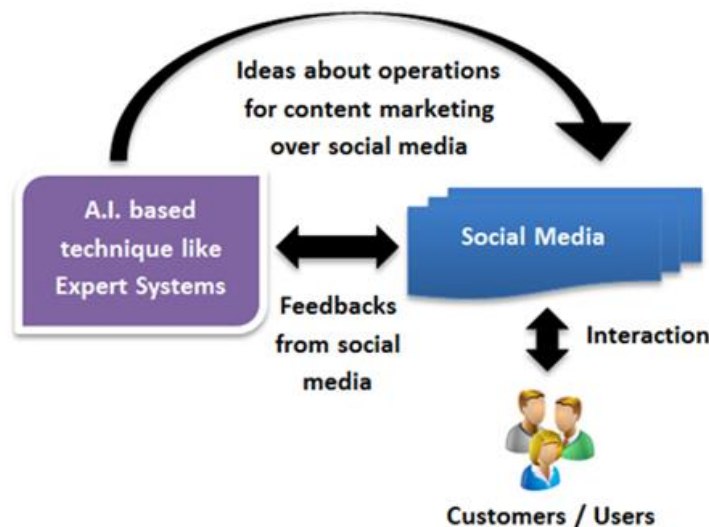 Ideas about operations
for content marketing
over social media
A.I. based
technique like
Expert Systems
Social Media
Feedbacks
from social
media
Interaction
Customers / Users